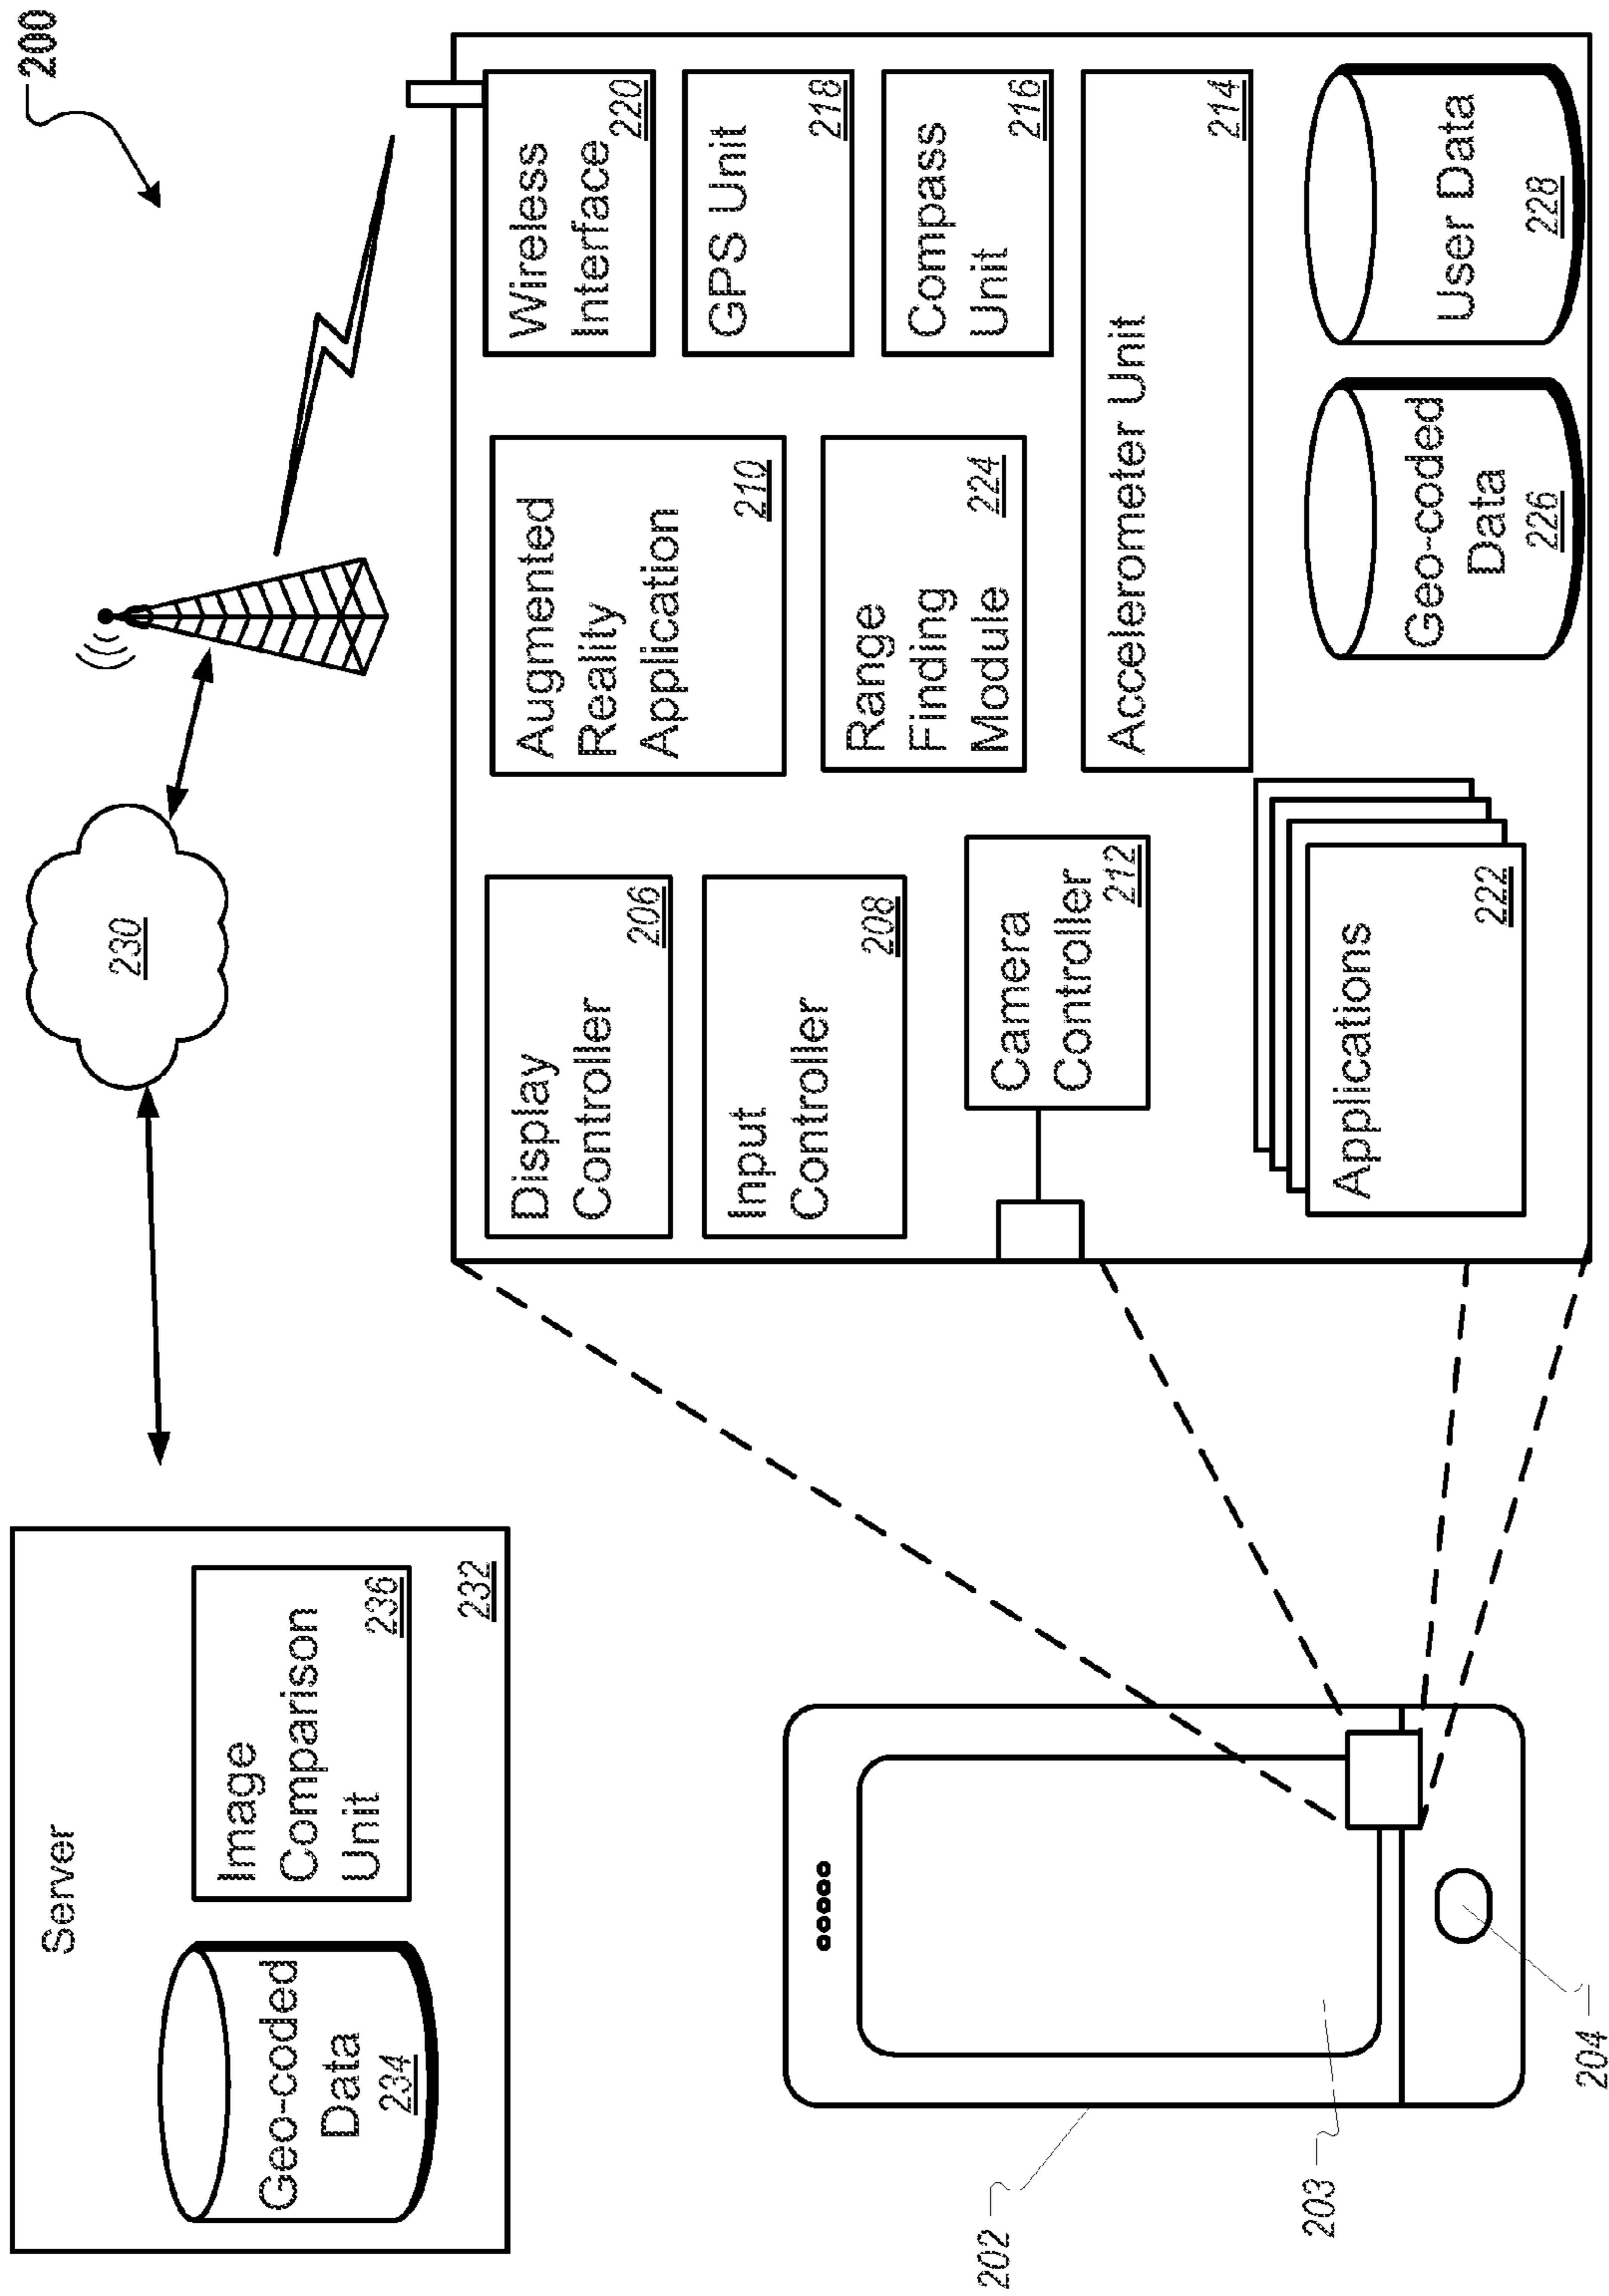 200
Server
Geo-coded
Data
234
Image
Comparison
Unit
236
232
230
Display
Controller
206
Augmented
Reality
Application
210
Wireless
Interface
220
Input
Controller
208
Range
Finding
Module
224
GPS Unit
218
Camera
Controller
212
Compass
Unit
216
Accelerometer Unit
214
Applications
222
Geo-coded
Data
226
User Data
228
202
203
204